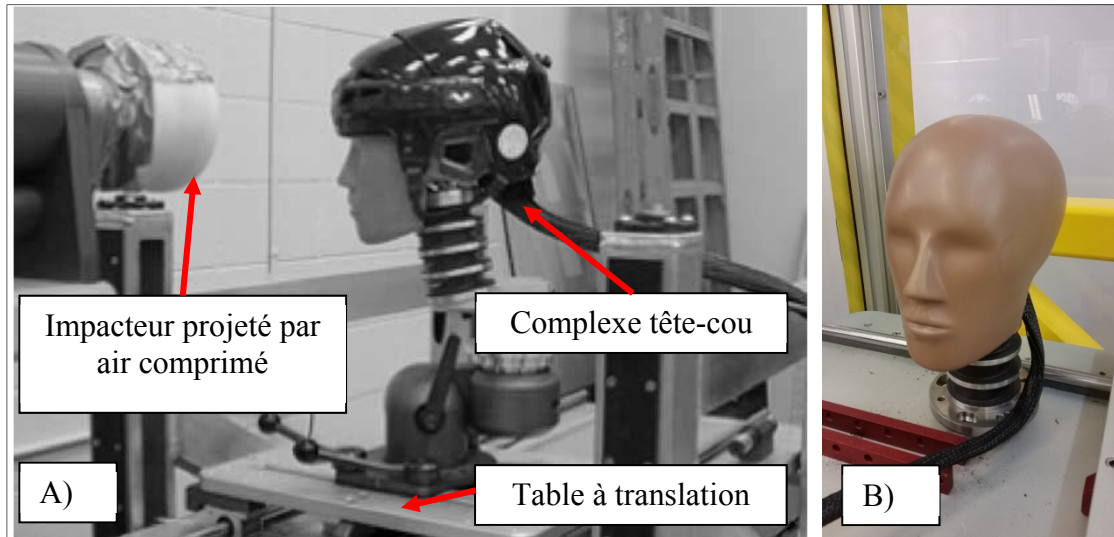 Impacteur projeté par
air comprimé
Complexe tête-cou
Table à translation
A)
B)